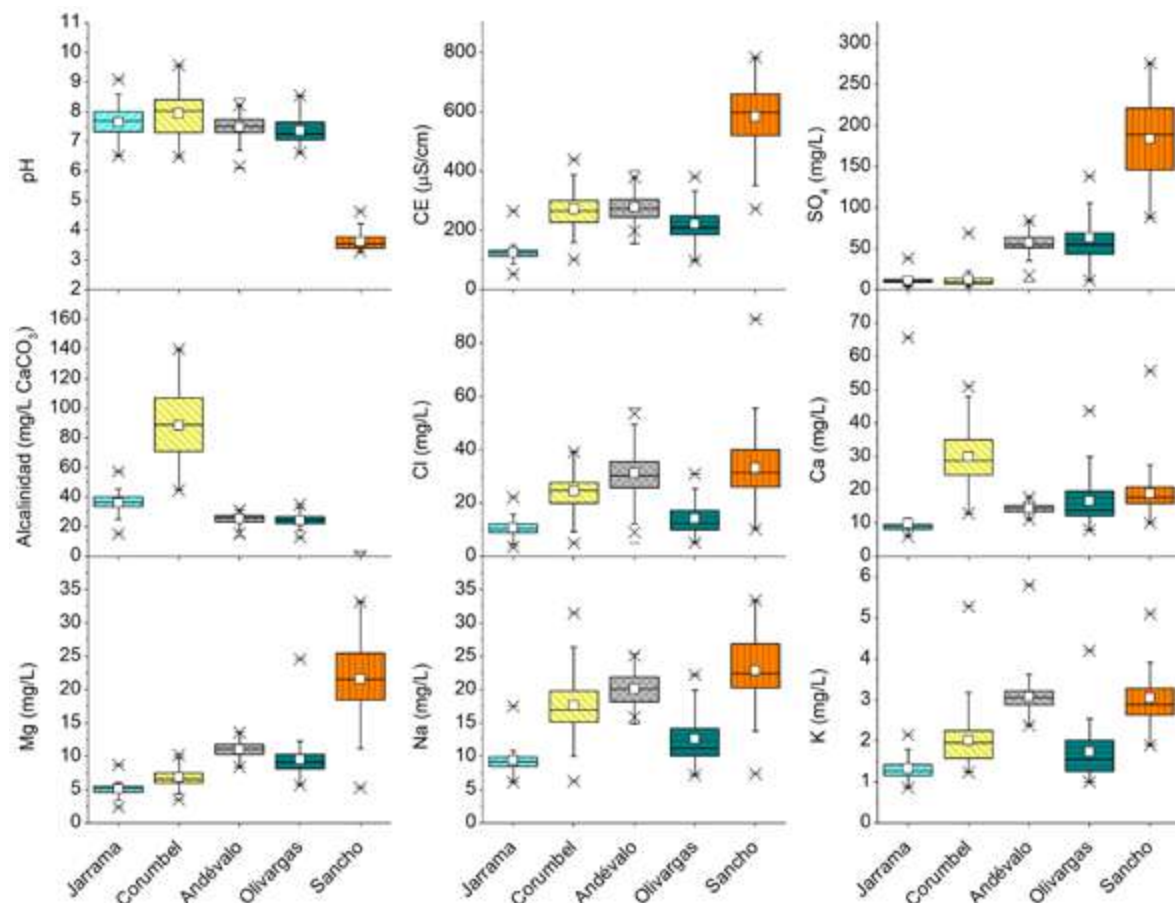 pH
11
10
9
8
7
6
5
4
3
2
CE (µS/cm)
800
600
400
200
0
SO4 (mg/L)
300
250
200
150
100
50
0
Alcalinidad (mg/L CaCO3)
160
140
120
100
80
60
40
20
0
Cl (mg/L)
80
60
40
20
0
Ca (mg/L)
70
60
50
40
30
20
10
0
Mg (mg/L)
35
30
25
20
15
10
5
0
Na (mg/L)
35
30
25
20
15
10
5
0
K (mg/L)
6
5
4
3
2
1
0
Jarrama
Corumbel
Andévalo
Olivargas
Sancho
Jarrama
Corumbel
Andévalo
Olivargas
Sancho
Jarrama
Corumbel
Andévalo
Olivargas
Sancho